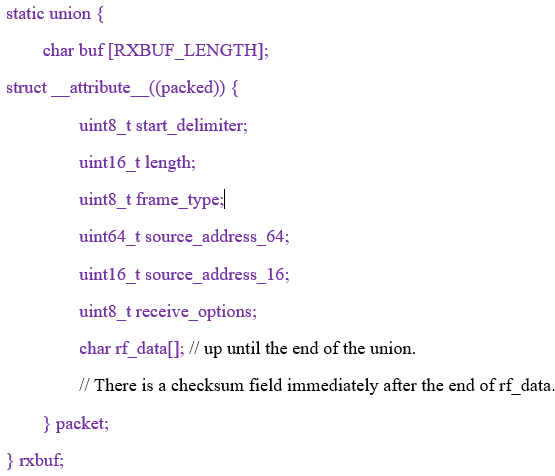 static union {
char buf [RXBUF_LENGTH];
struct __attribute__((packed)) {
uint8_t start_delimiter;
uint16_t length;
uint8_t frame_type;
uint64_t source_address_64;
uint16_t source_address_16;
uint8_t receive_options;
char rf_data[]; // up until the end of the union.
// There is a checksum field immediately after the end of rf_data.
} packet;
} rxbuf;